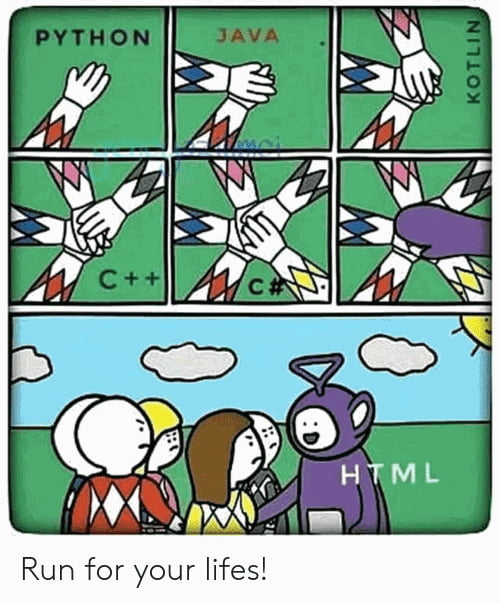 PYTHON
JAVA
KOTLIN
C++
C#
HTML
Run for your lifes!